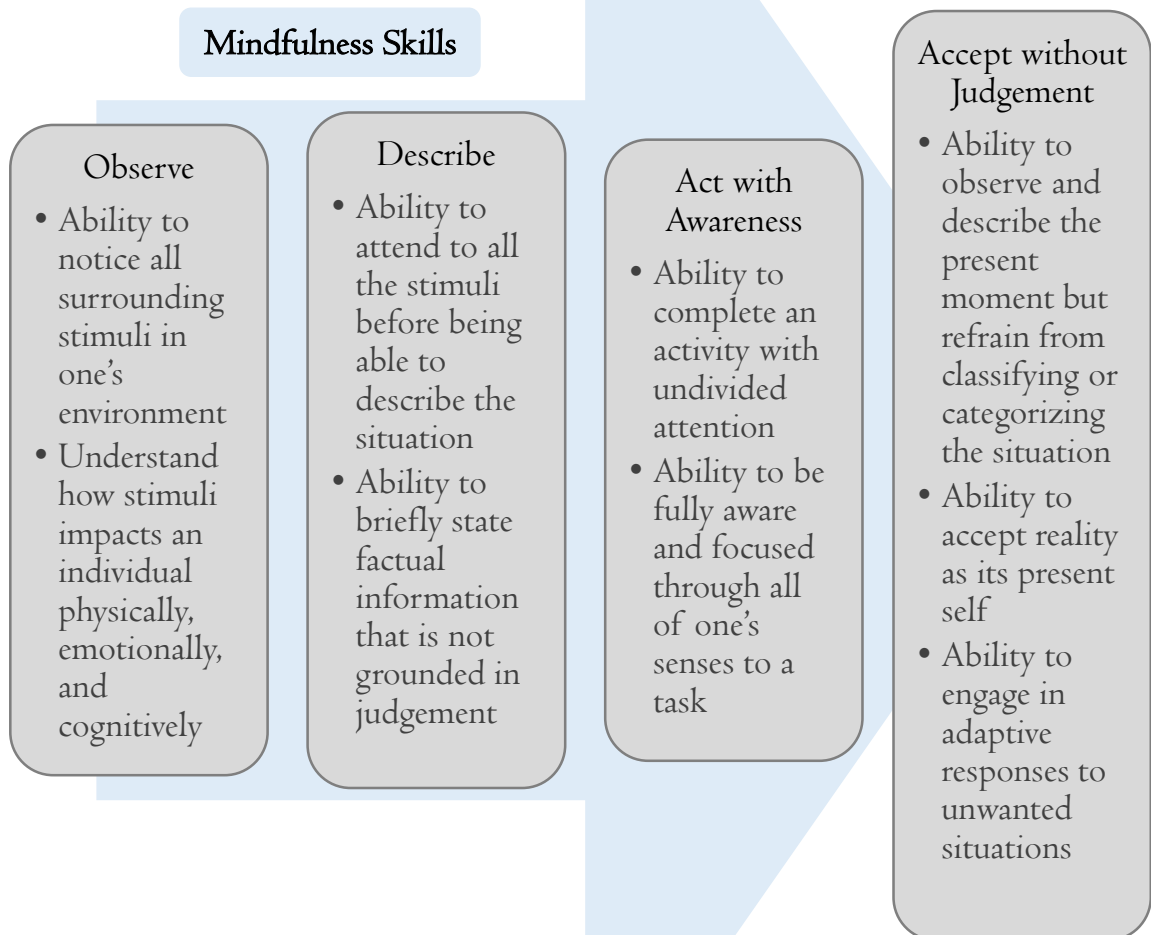 Mindfulness Skills
Observe
• Ability to
notice all
surrounding
stimuli in
one's
environment
• Understand
how stimuli
impacts an
individual
physically,
emotionally,
and
cognitively
Describe
• Ability to
attend to all
the stimuli
before being
able to
describe the
situation
• Ability to
briefly state
factual
information
that is not
grounded in
judgement
Act with
Awareness
• Ability to
complete an
activity with
undivided
attention
• Ability to be
fully aware
and focused
through all
of one's
senses to a
task
Accept without
Judgement
• Ability to
observe and
describe the
present
moment but
refrain from
classifying or
categorizing
the situation
• Ability to
accept reality
as its present
self
• Ability to
engage in
adaptive
responses to
unwanted
situations